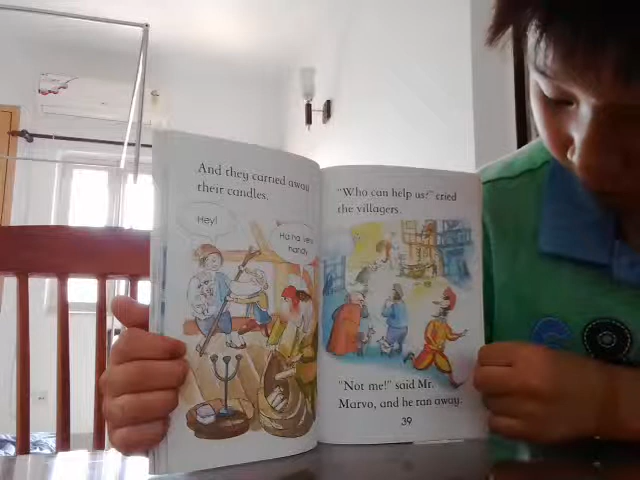 And they carried away
their candles.
Hey!
Ha ha very
handy
"Who can help us?" cried
the villagers.
"Not me!" said Mr.
Marvo, and he ran away.
39